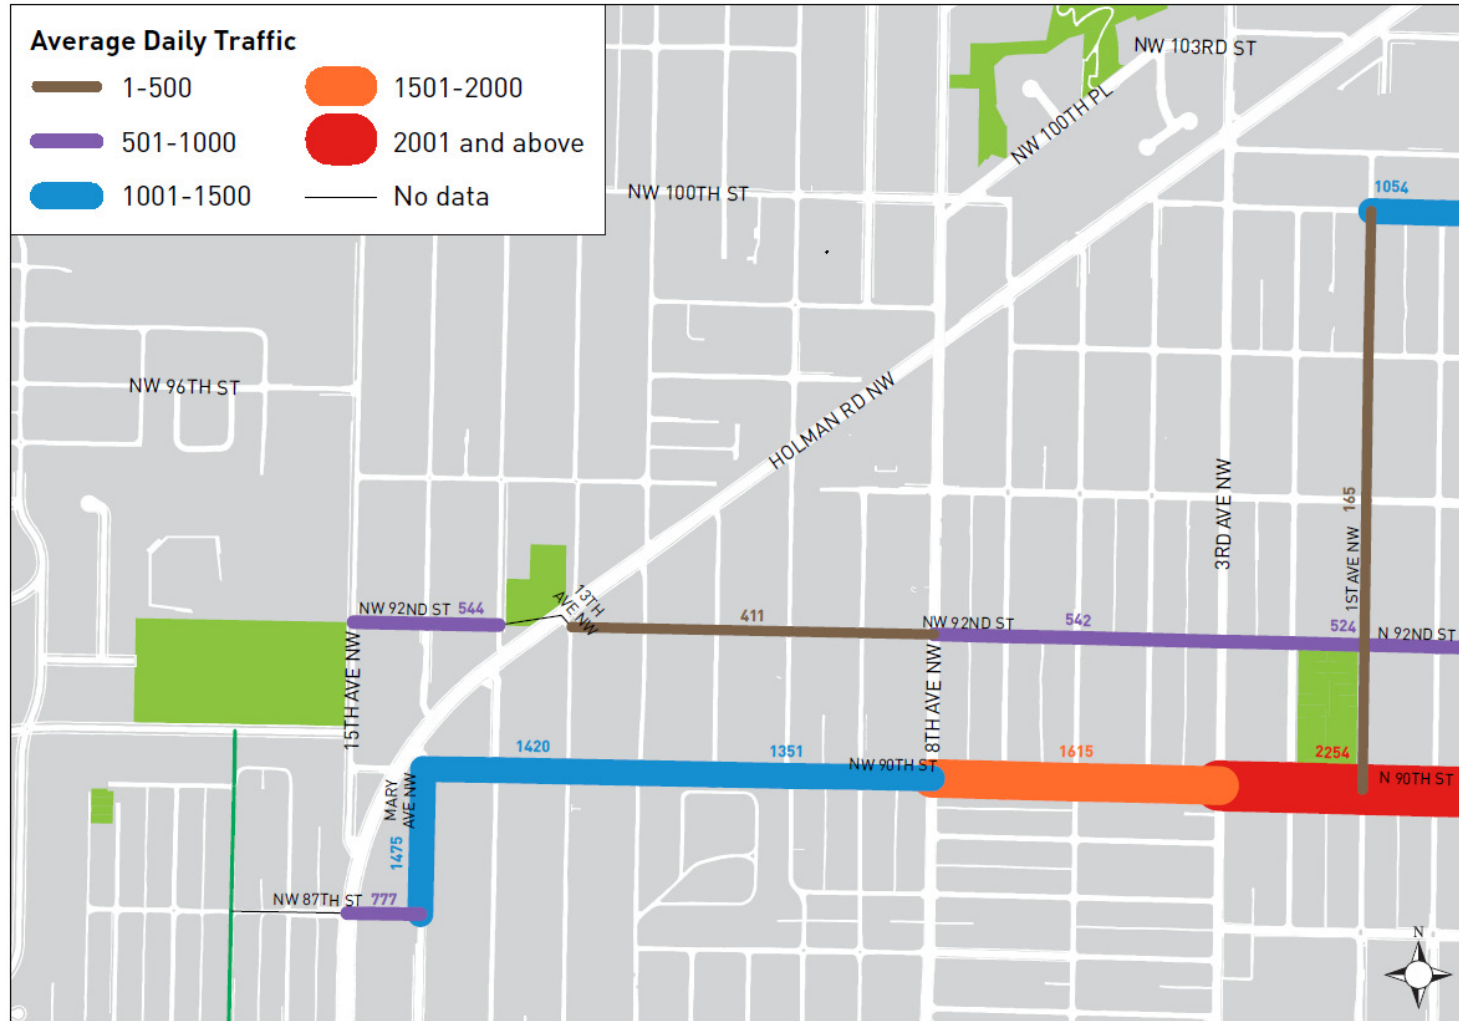 Average Daily Traffic
1-500
501-1000
1001-1500
1501-2000
2001 and above
No data
NW 103RD ST
NW 100TH PL
NW 100TH ST
1054
NW 96TH ST
HOLMAN RD NW
3RD AVE NW
165
1ST AVE NW
13TH
AVE NW
NW 92ND ST
544
411
NW 92ND ST
542
524
N 92ND ST
15TH AVE NW
8TH AVE NW
1420
1351
NW 90TH ST
1615
2254
N 90TH ST
MARY
AVE NW
1475
NW 87TH ST
777
N